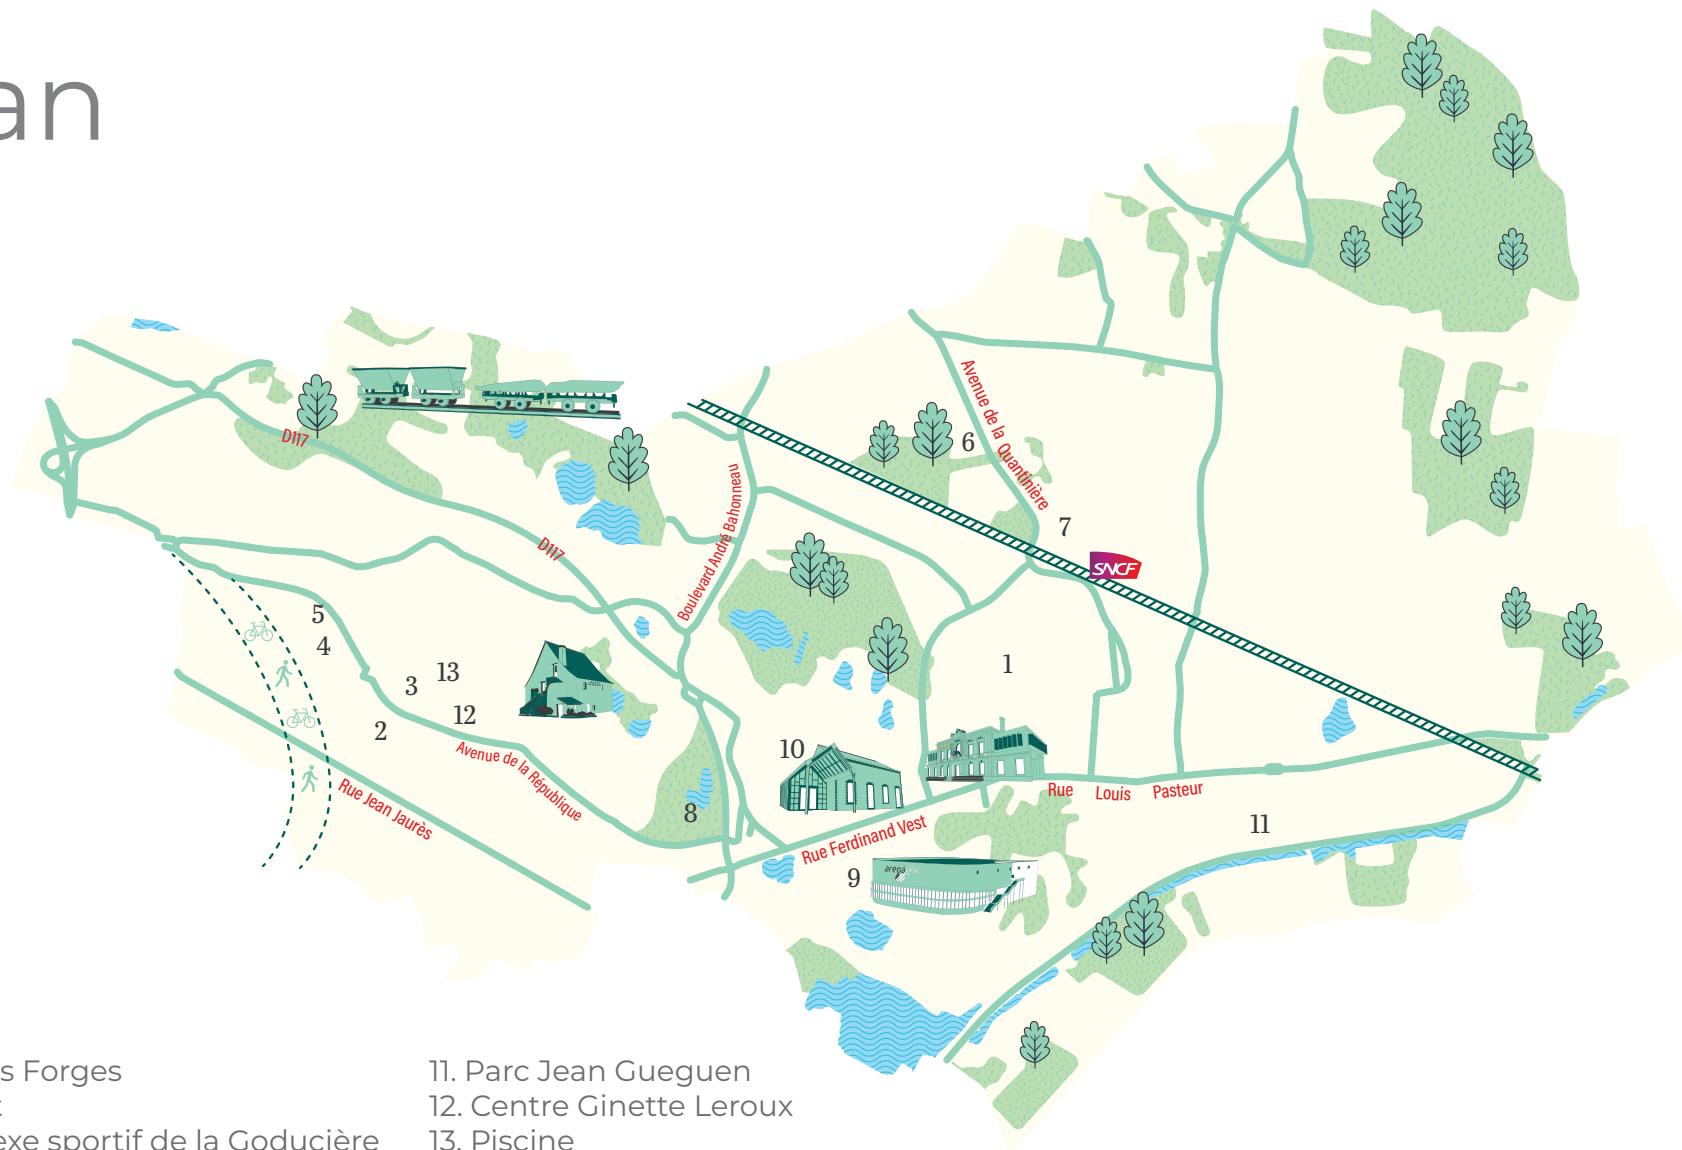 an
D117
Avenue de la Quantinière
6
Boulevard André Bahonneau
7
D117
SNCF
5
4
1
13
3
12
2
10
Avenue de la République
Rue Jean Jaurès
Rue Louis Pasteur
8
11
Rue Ferdinand Vest
9
arena
s Forges
exe sportif de la Goducière
11. Parc Jean Gueguen
12. Centre Ginette Leroux
13. Piscine